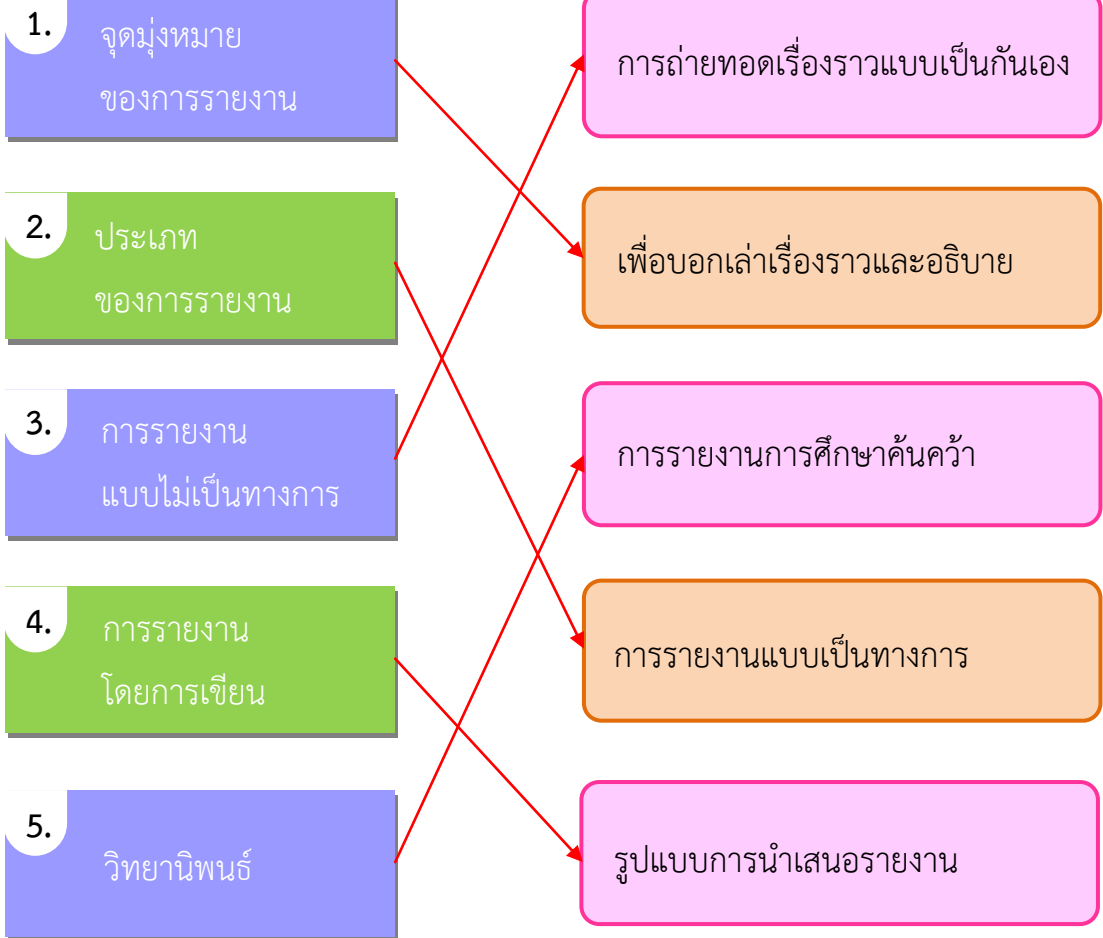 1.
จุดมุ่งหมาย
ของการรายงาน
การถ่ายทอดเรื่องราวแบบเป็นกันเอง
2.
ประเภท
ของการรายงาน
เพื่อบอกเล่าเรื่องราวและอธิบาย
3.
การรายงาน
แบบไม่เป็นทางการ
การรายงานการศึกษาค้นคว้า
4.
การรายงาน
โดยการเขียน
การรายงานแบบเป็นทางการ
5.
วิทยานิพนธ์
รูปแบบการนำเสนอรายงาน